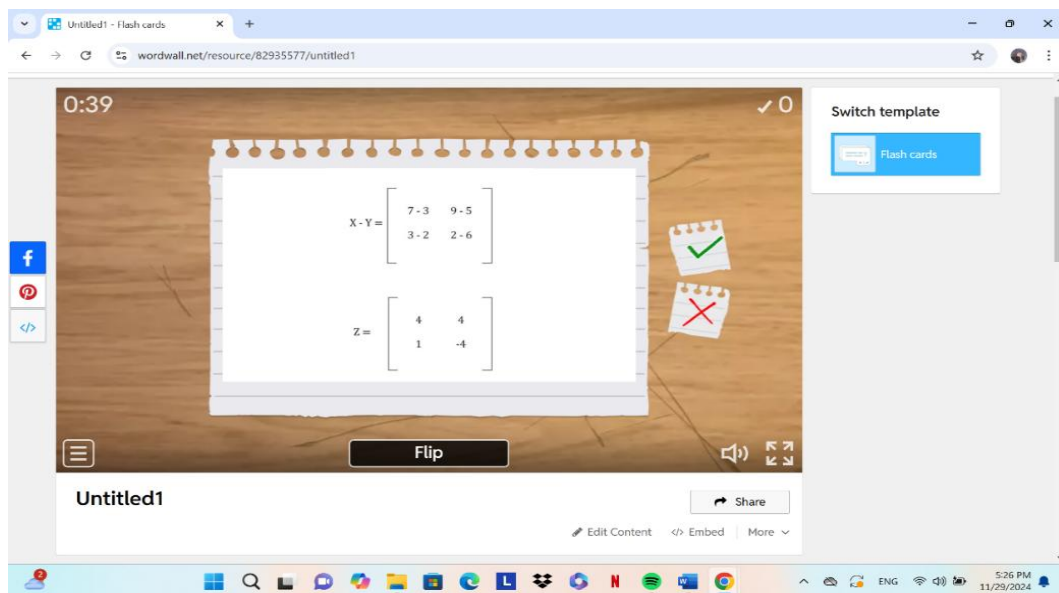 Untitled1 - Flash cards
wordwall.net/resource/82935577/untitled1
0:39
0
Switch template
Flash cards
X - Y =
7 - 3 9 - 5
3 - 2 2 - 6
Z =
4 4
1 -4
f
</>
Flip
Untitled1
Share
Edit Content </> Embed More
2
L
N
W
ENG
5:26 PM
11/29/2024